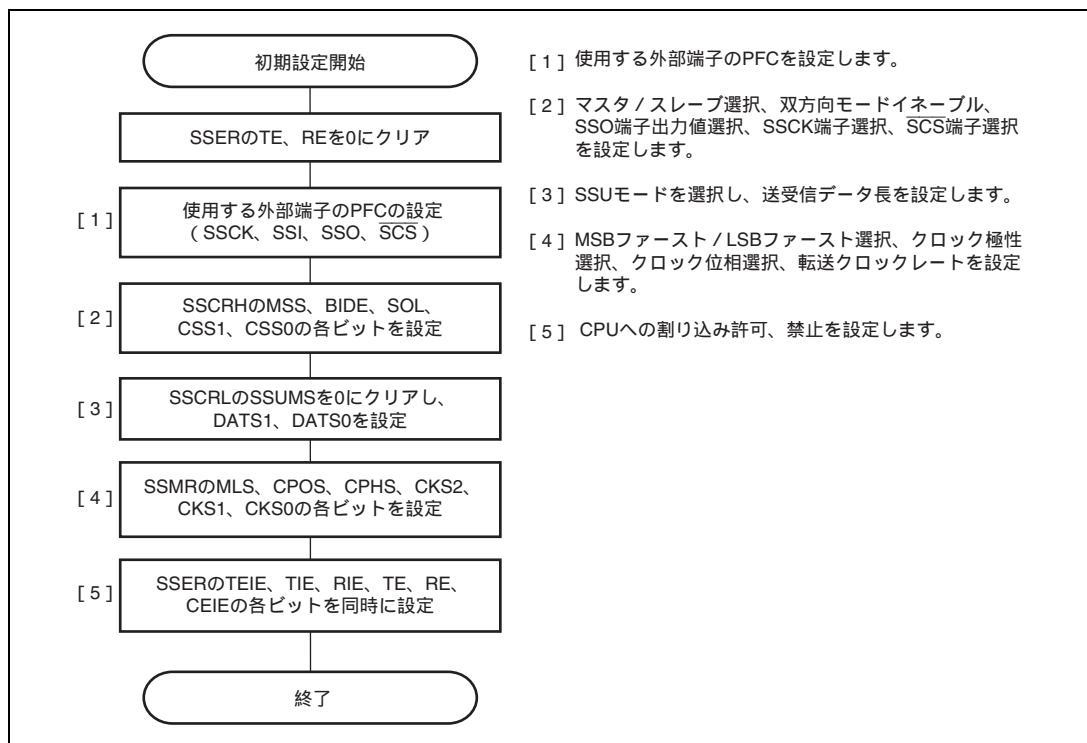 初期設定開始
SSERのTE、REを0にクリア
[ 1 ]
使用する外部端子のPFCの設定
( SSCK、SSI、SSO、SCS )
[ 2 ]
SSCRHのMSS、BIDE、SOL、
CSS1、CSS0の各ビットを設定
[ 3 ]
SSCRLのSSUMSを0にクリアし、
DATS1、DATS0を設定
[ 4 ]
SSMRのMLS、CPOS、CPHS、CKS2、
CKS1、CKS0の各ビットを設定
[ 5 ]
SSERのTEIE、TIE、RIE、TE、RE、
CEIEの各ビットを同時に設定
終了
[ 1 ] 使用する外部端子のPFCを設定します。
[ 2 ] マスタ / スレーブ選択、双方向モードイネーブル、
SSO端子出力値選択、SSCK端子選択、SCS端子選択
を設定します。
[ 3 ] SSUモードを選択し、送受信データ長を設定します。
[ 4 ] MSBファースト / LSBファースト選択、クロック極性
選択、クロック位相選択、転送クロックレートを設定
します。
[ 5 ] CPUへの割り込み許可、禁止を設定します。